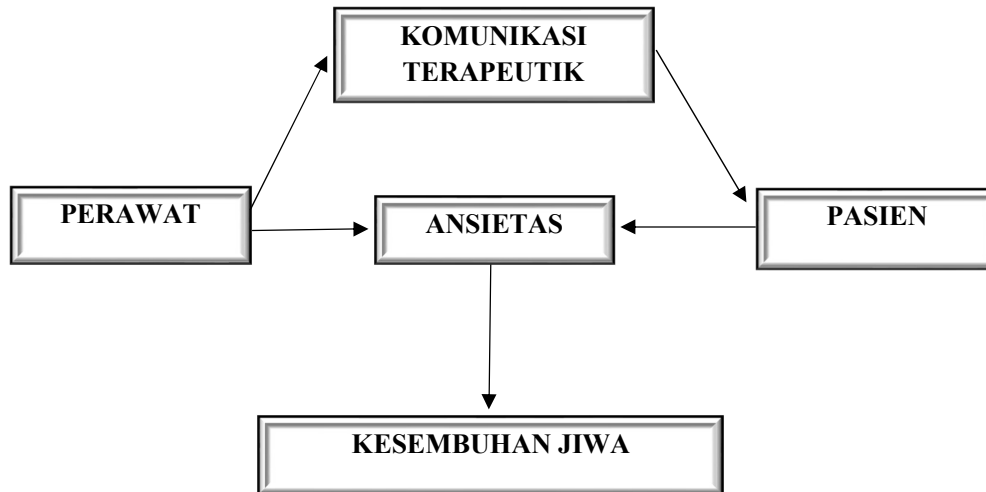 KOMUNIKASI
TERAPEUTIK
PERAWAT
ANSIETAS
PASIEN
KESEMBUHAN JIWA